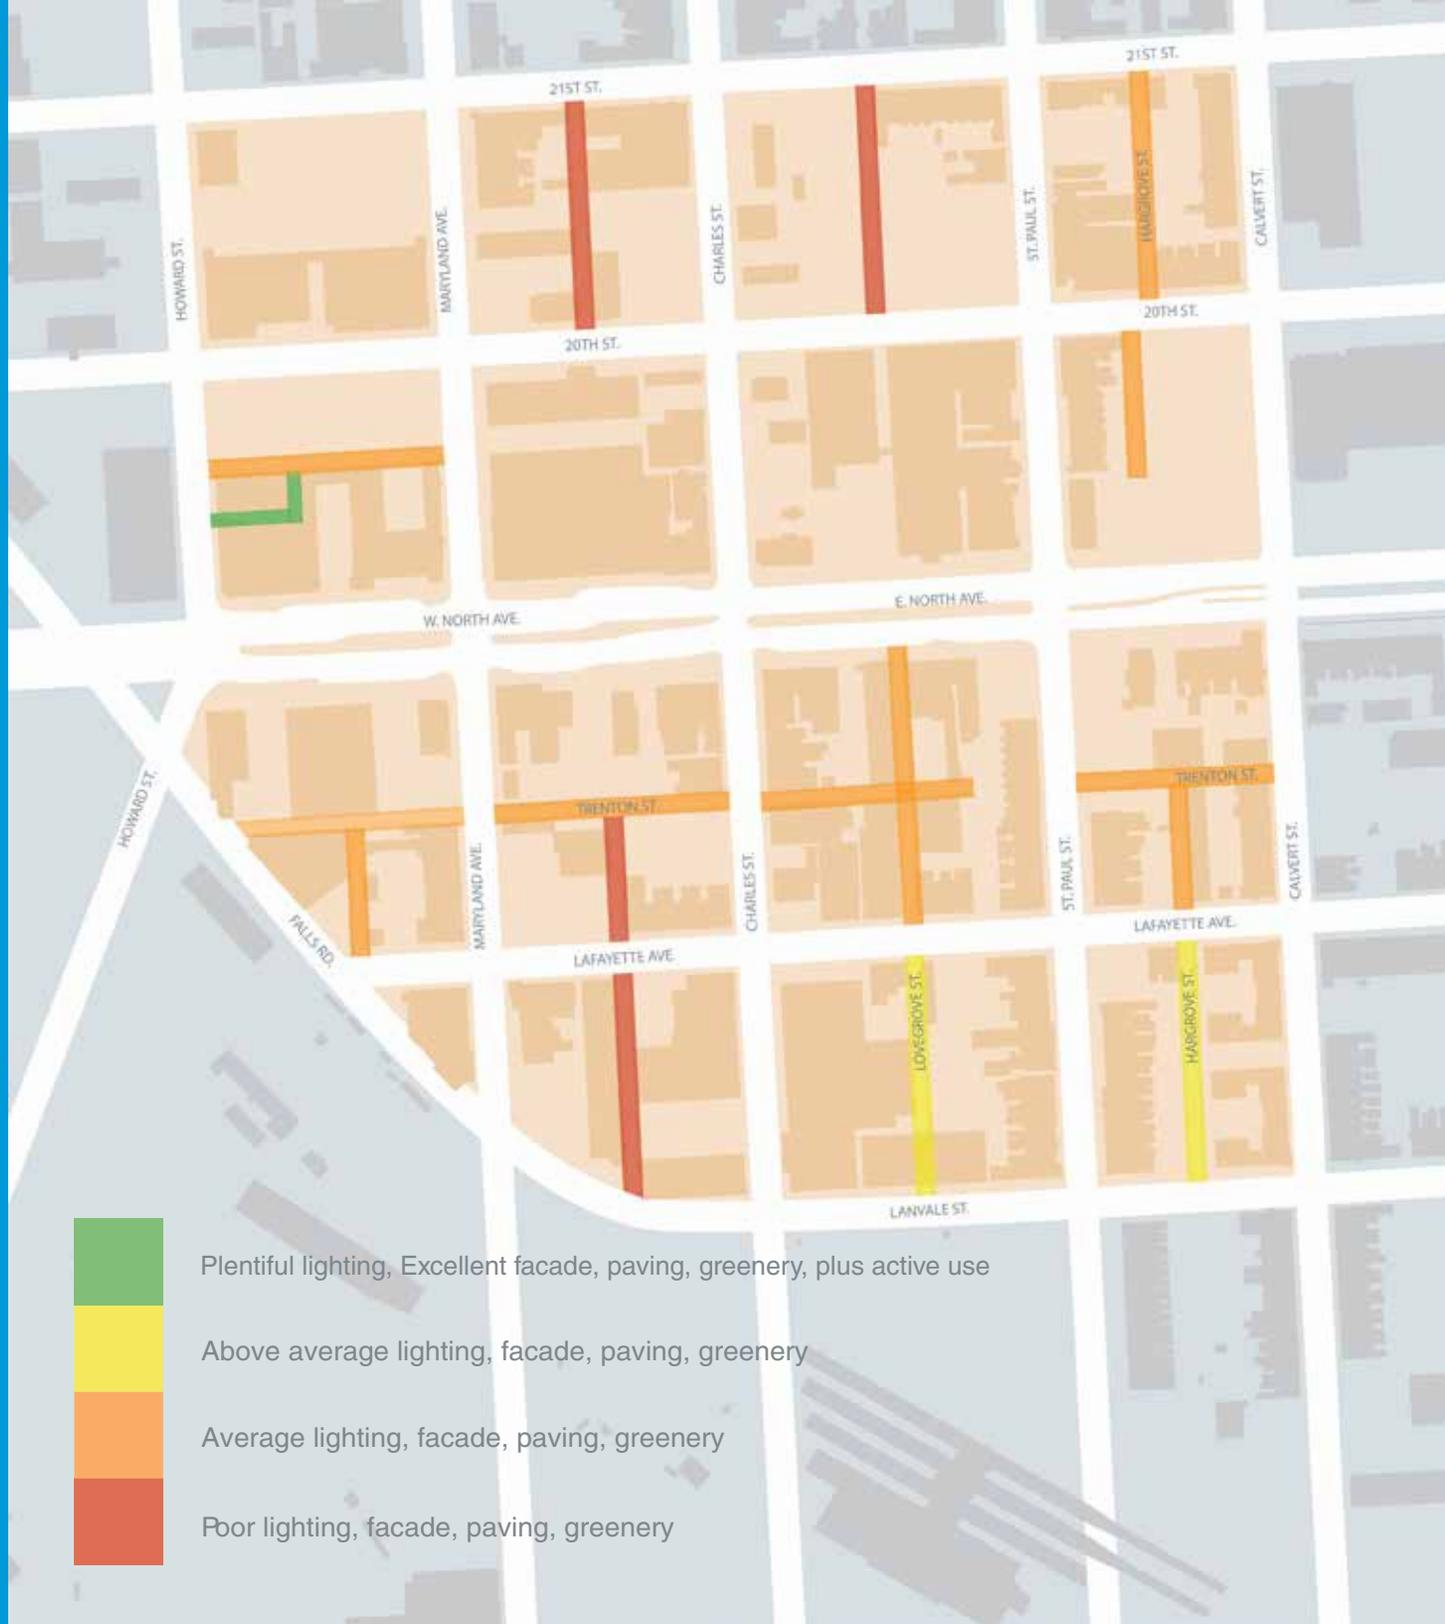 21ST ST.
21ST ST.
HOWARD ST.
MARYLAND AVE.
CHARLES ST.
ST. PAUL ST.
HARGROVE ST.
CALVERT ST.
20TH ST.
20TH ST.
W. NORTH AVE.
E. NORTH AVE.
HOWARD ST.
TRENTON ST.
TRENTON ST.
FALLS RD.
MARYLAND AVE.
CHARLES ST.
ST. PAUL ST.
CALVERT ST.
LAFAYETTE AVE.
LAFAYETTE AVE.
LOVEGROVE ST.
HARGROVE ST.
LANVALE ST.
Plentiful lighting, Excellent facade, paving, greenery, plus active use
Above average lighting, facade, paving, greenery
Average lighting, facade, paving, greenery
Poor lighting, facade, paving, greenery